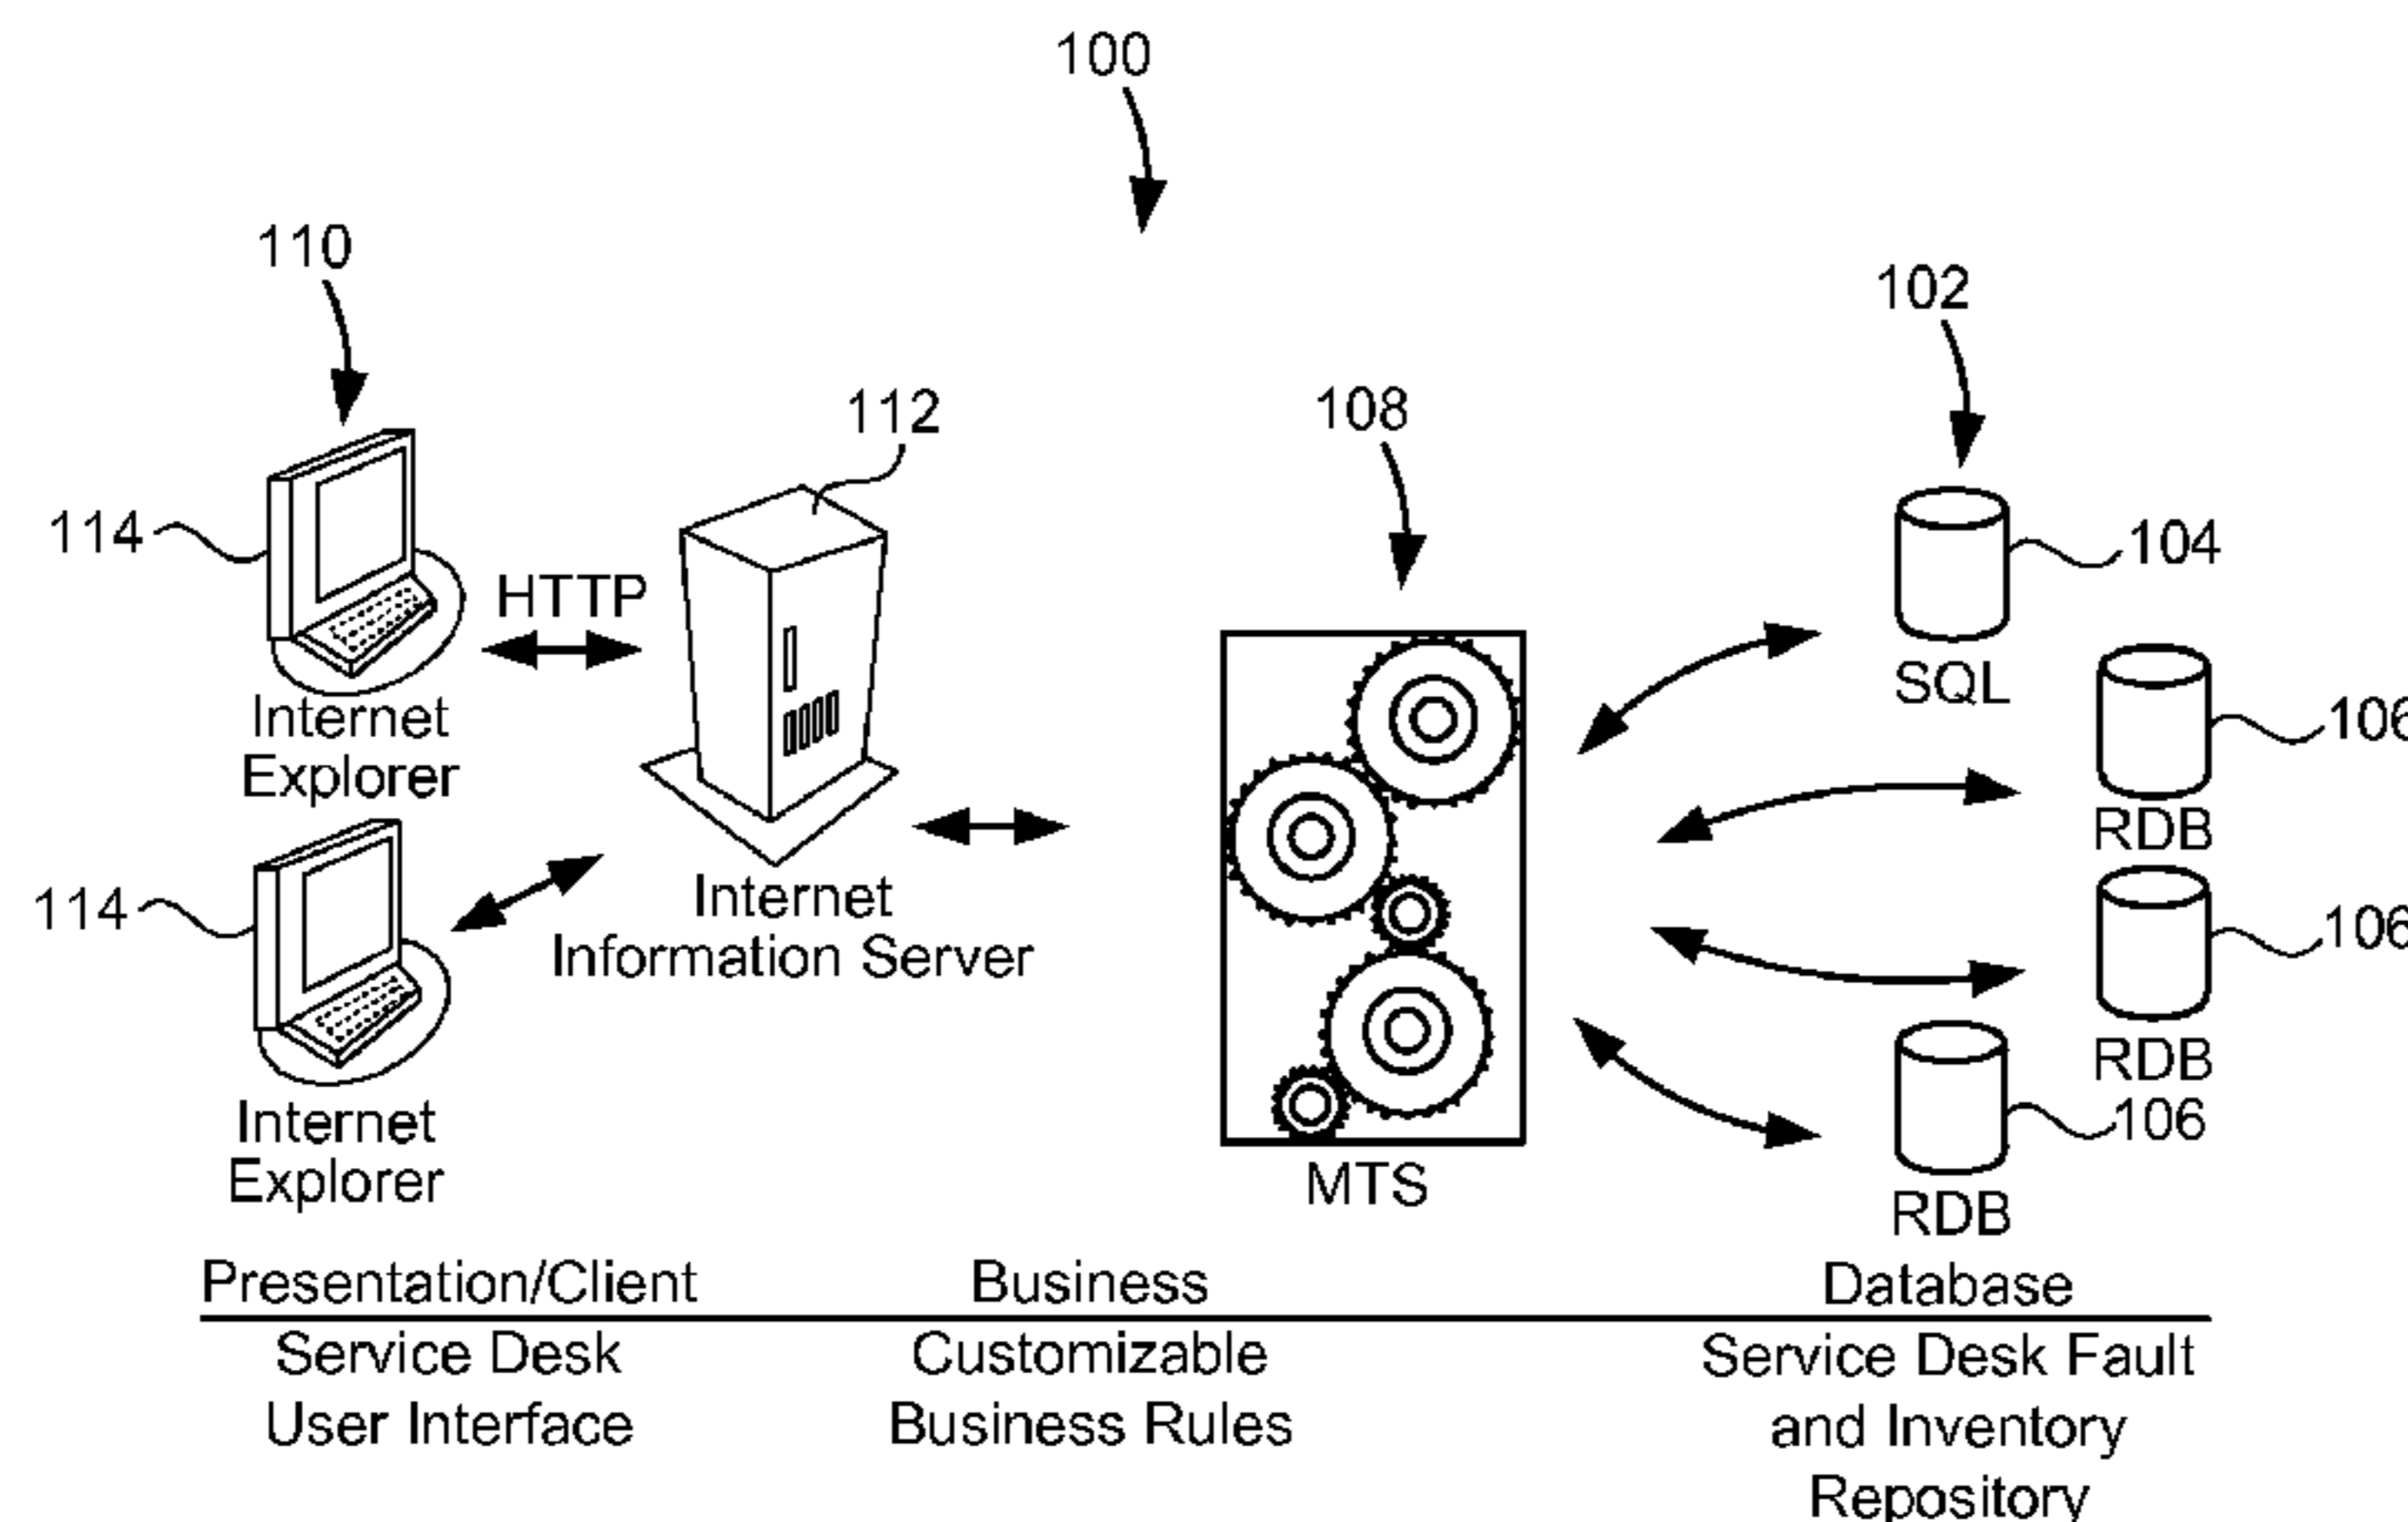 100
110
102
112
108
114
104
HTTP
SQL
106
Internet
Explorer
RDB
114
Internet
Information Server
106
RDB
106
Internet
Explorer
MTS
RDB
Presentation/Client
Business
Database
Service Desk
User Interface
Customizable
Business Rules
Service Desk Fault
and Inventory
Repository